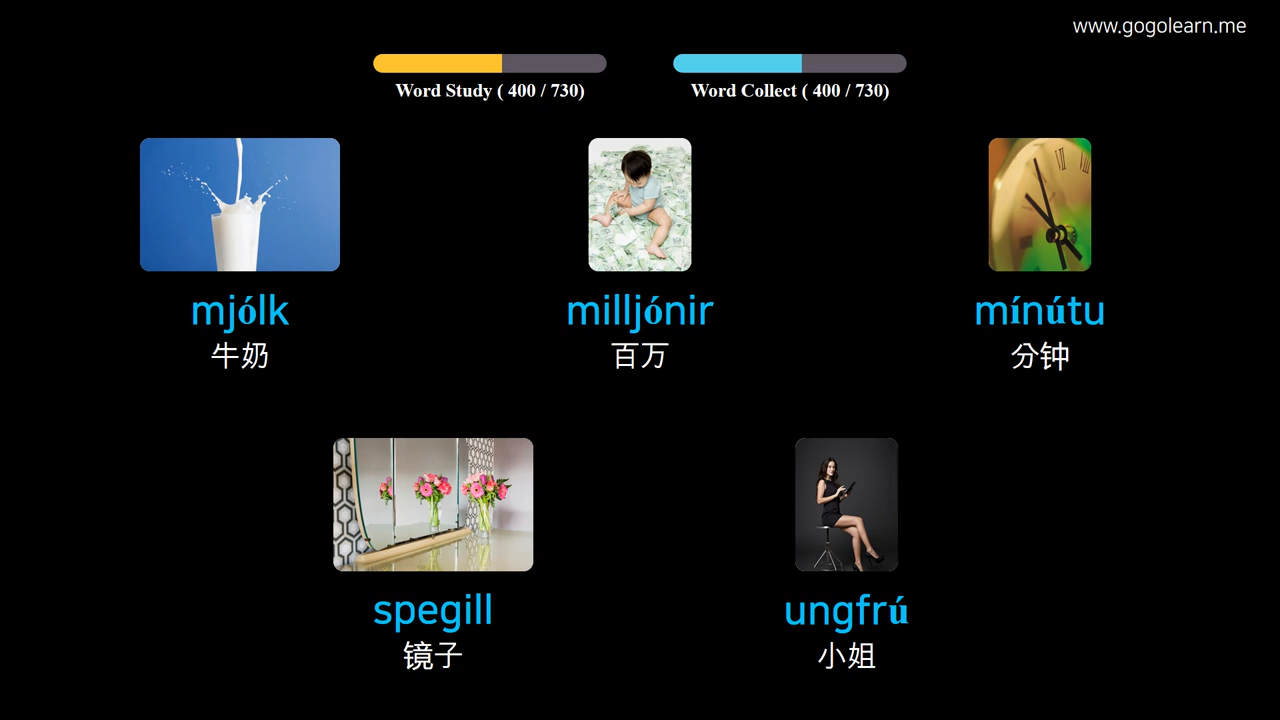 www.gogolearn.me
Word Study ( 400 / 730)
Word Collect ( 400 / 730)
mjólk
牛奶
milljónir
百万
mínútu
分钟
spegill
镜子
ungfrú
小姐